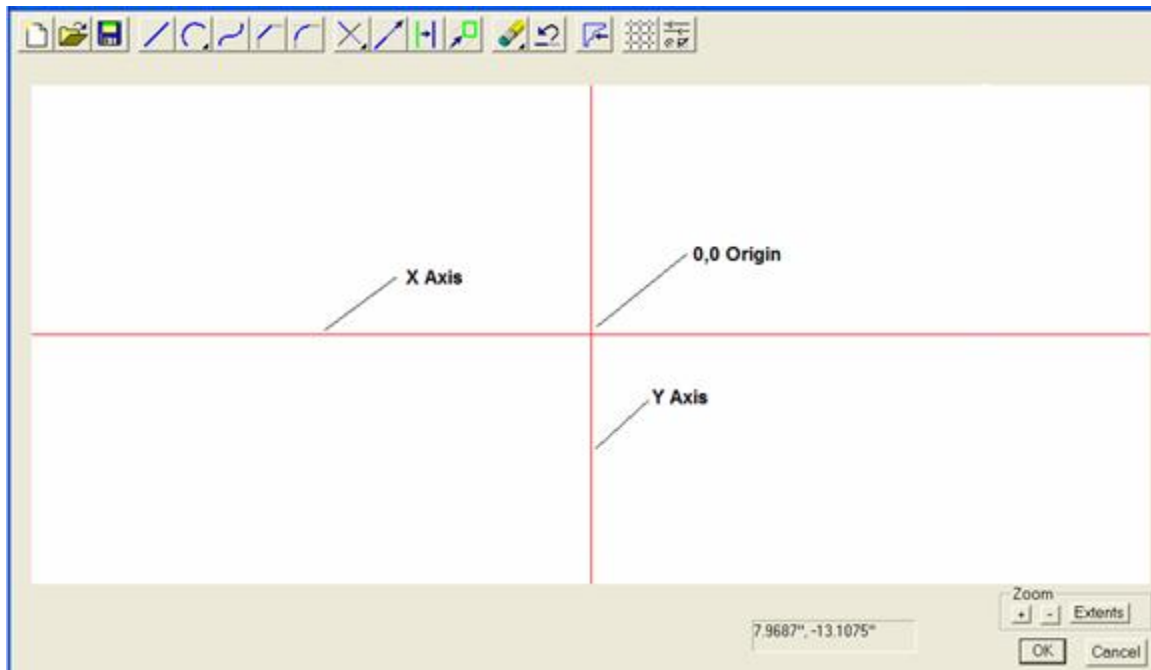 0,0 Origin
X Axis
Y Axis
Zoom
+ - Extents
7.9687", -13.1075"
OK Cancel